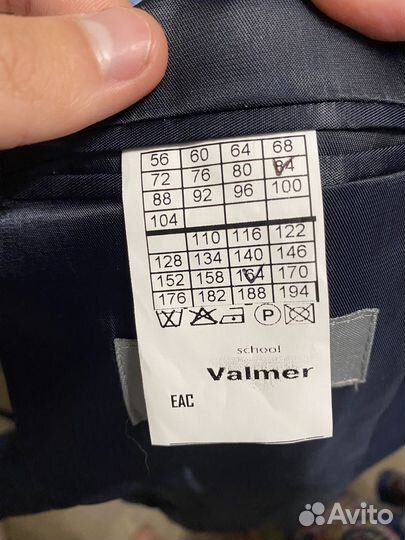 56 60 64 68
72 76 80 84
88 92 96 100
104
110 116 122
128 134 140 146
152 158 164 170
176 182 188 194
P
school
Valmer
EAC
Avito